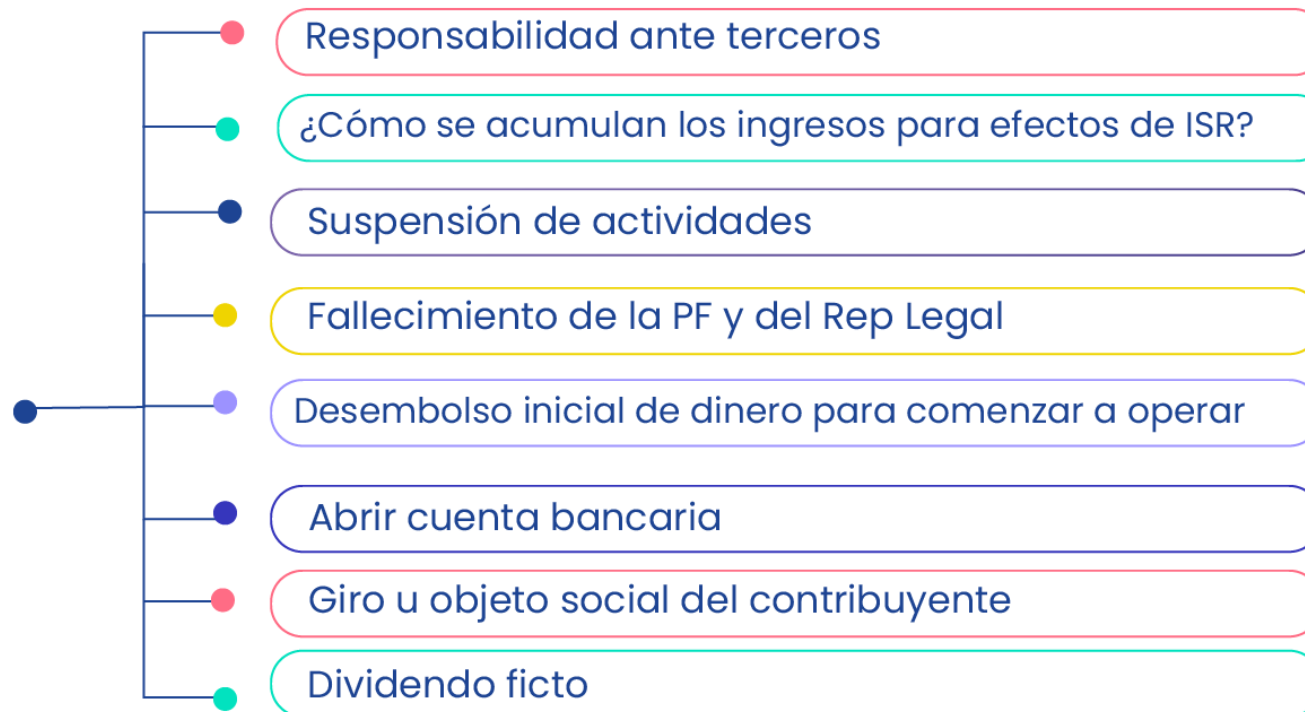 Responsabilidad ante terceros
¿Cómo se acumulan los ingresos para efectos de ISR?
Suspensión de actividades
Fallecimiento de la PF y del Rep Legal
Desembolso inicial de dinero para comenzar a operar
Abrir cuenta bancaria
Giro u objeto social del contribuyente
Dividendo ficto